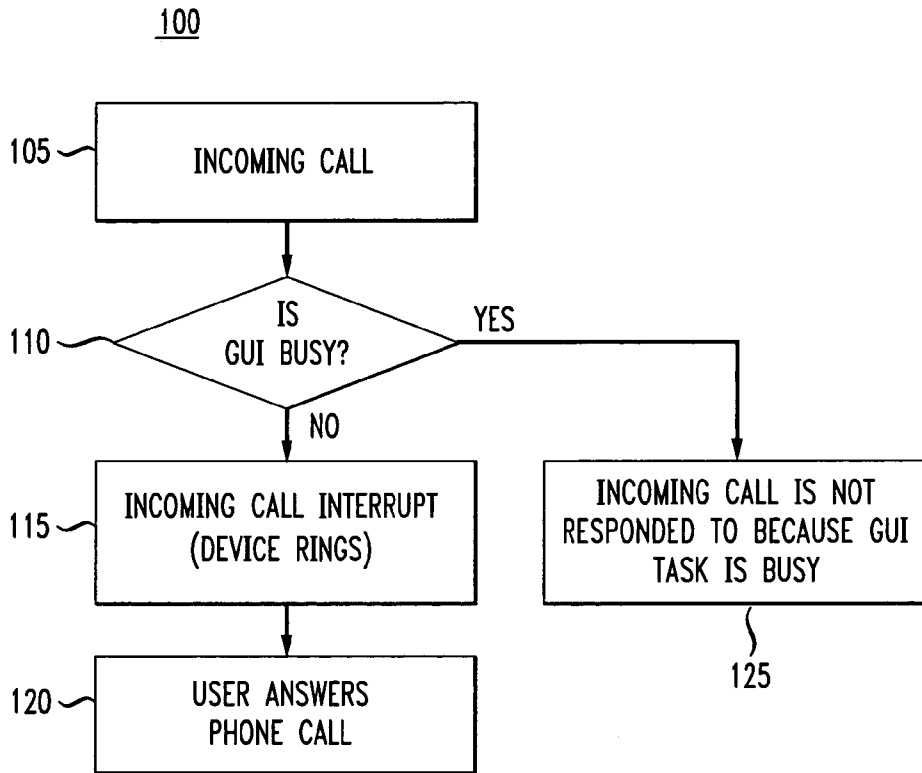 100
105
INCOMING CALL
110
IS
GUI BUSY?
YES
NO
115
INCOMING CALL INTERRUPT
(DEVICE RINGS)
INCOMING CALL IS NOT
RESPONDED TO BECAUSE GUI
TASK IS BUSY
125
120
USER ANSWERS
PHONE CALL